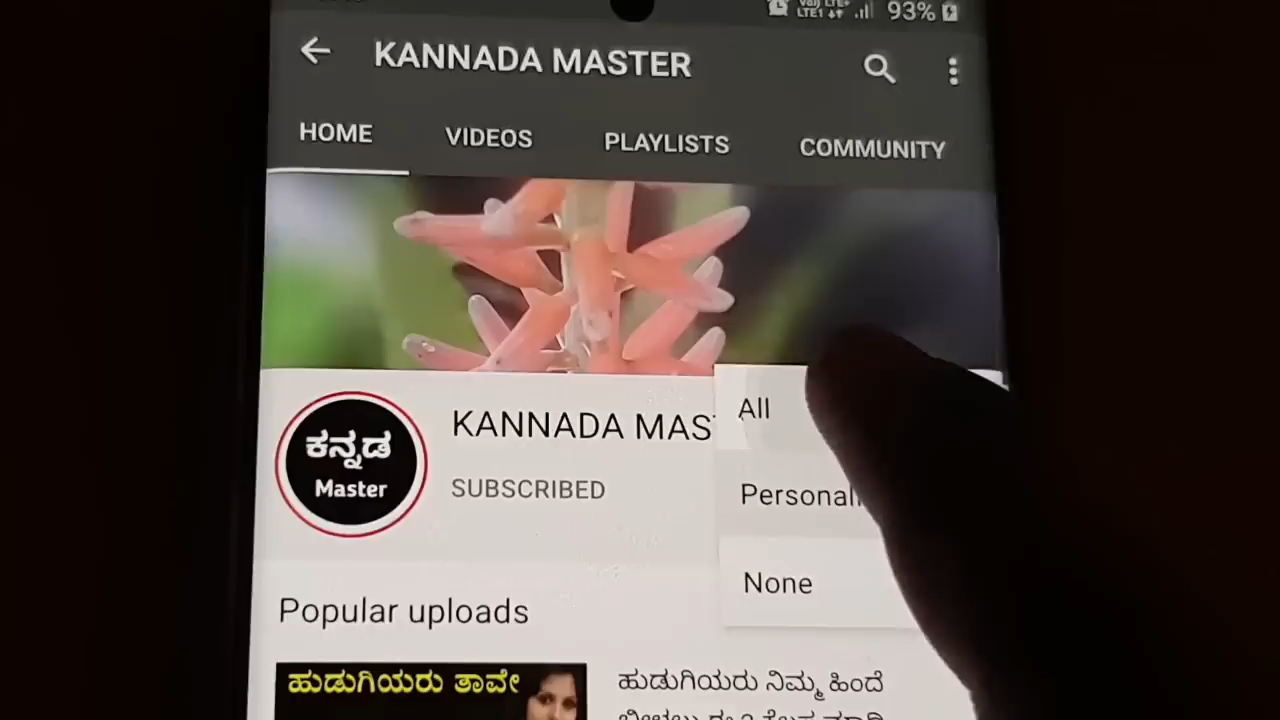 LTE1 93%
KANNADA MASTER
HOME VIDEOS PLAYLISTS COMMUNITY
ಕನ್ನಡ
Master
KANNADA MAS
SUBSCRIBED
All
None
Popular uploads
ಹುಡುಗಿಯರು ತಾವೇ
ಹುಡುಗಿಯರು ನಿಮ್ಮ ಹಿಂದೆ